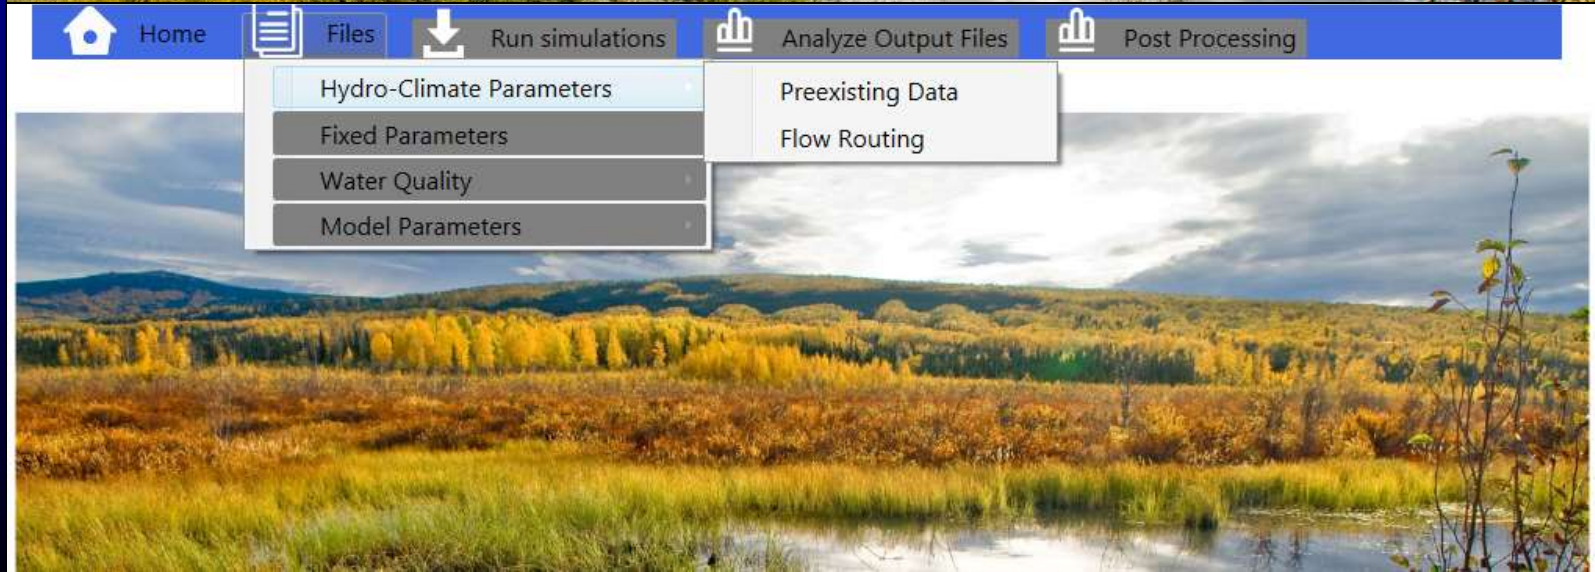 Home Files Run simulations Analyze Output Files Post Processing
Hydro-Climate Parameters
Fixed Parameters
Water Quality
Model Parameters
Preexisting Data
Flow Routing